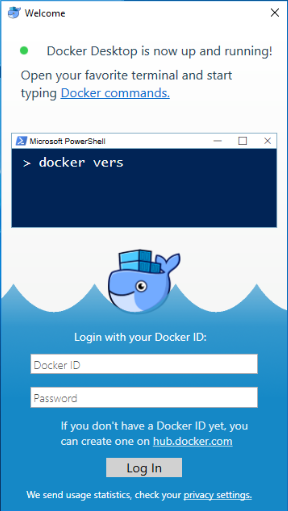 Welcome
Docker Desktop is now up and running!
Open your favorite terminal and start
typing Docker commands.
Microsoft PowerShell
> docker vers
Login with your Docker ID:
Docker ID
Password
If you don't have a Docker ID yet, you
can create one on hub.docker.com
Log In
We send usage statistics, check your privacy settings.